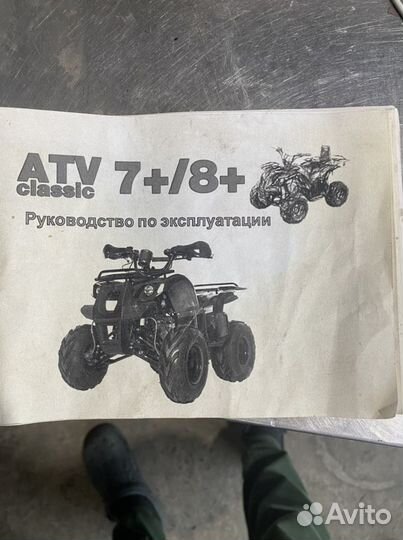 ATV 7+/8+
classic
Руководство по эксплуатации
Avito